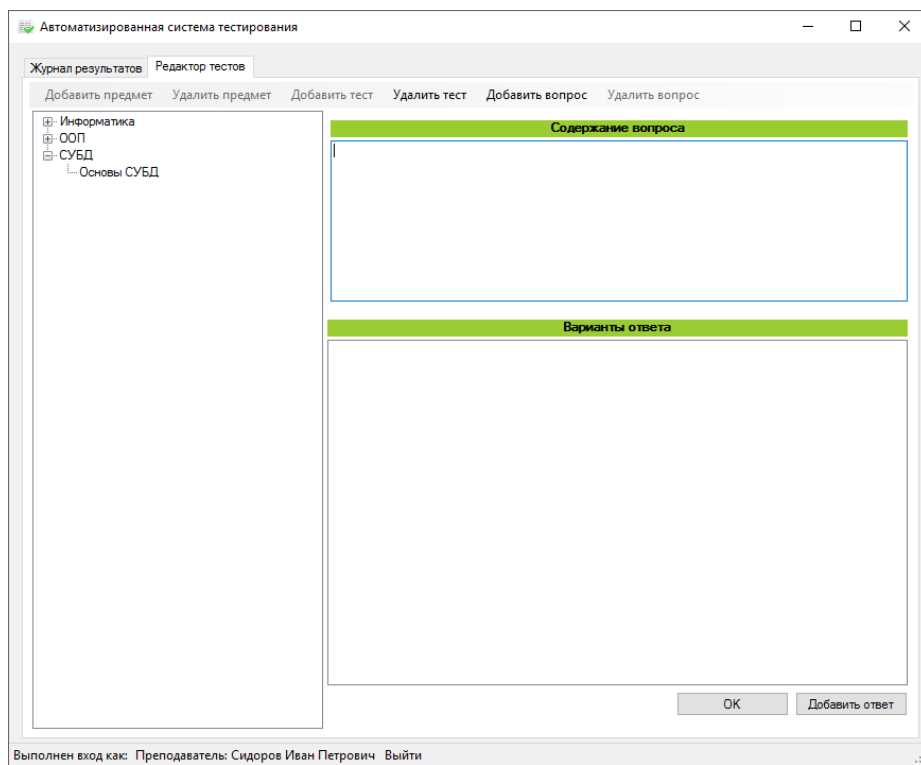 Автоматизированная система тестирования
Журнал результатов Редактор тестов
Добавить предмет Удалить предмет Добавить тест Удалить тест Добавить вопрос Удалить вопрос
Информатика
ООП
СУБД
Основы СУБД
Содержание вопроса
Варианты ответа
OK Добавить ответ
Выполнен вход как: Преподаватель: Сидоров Иван Петрович Выйти